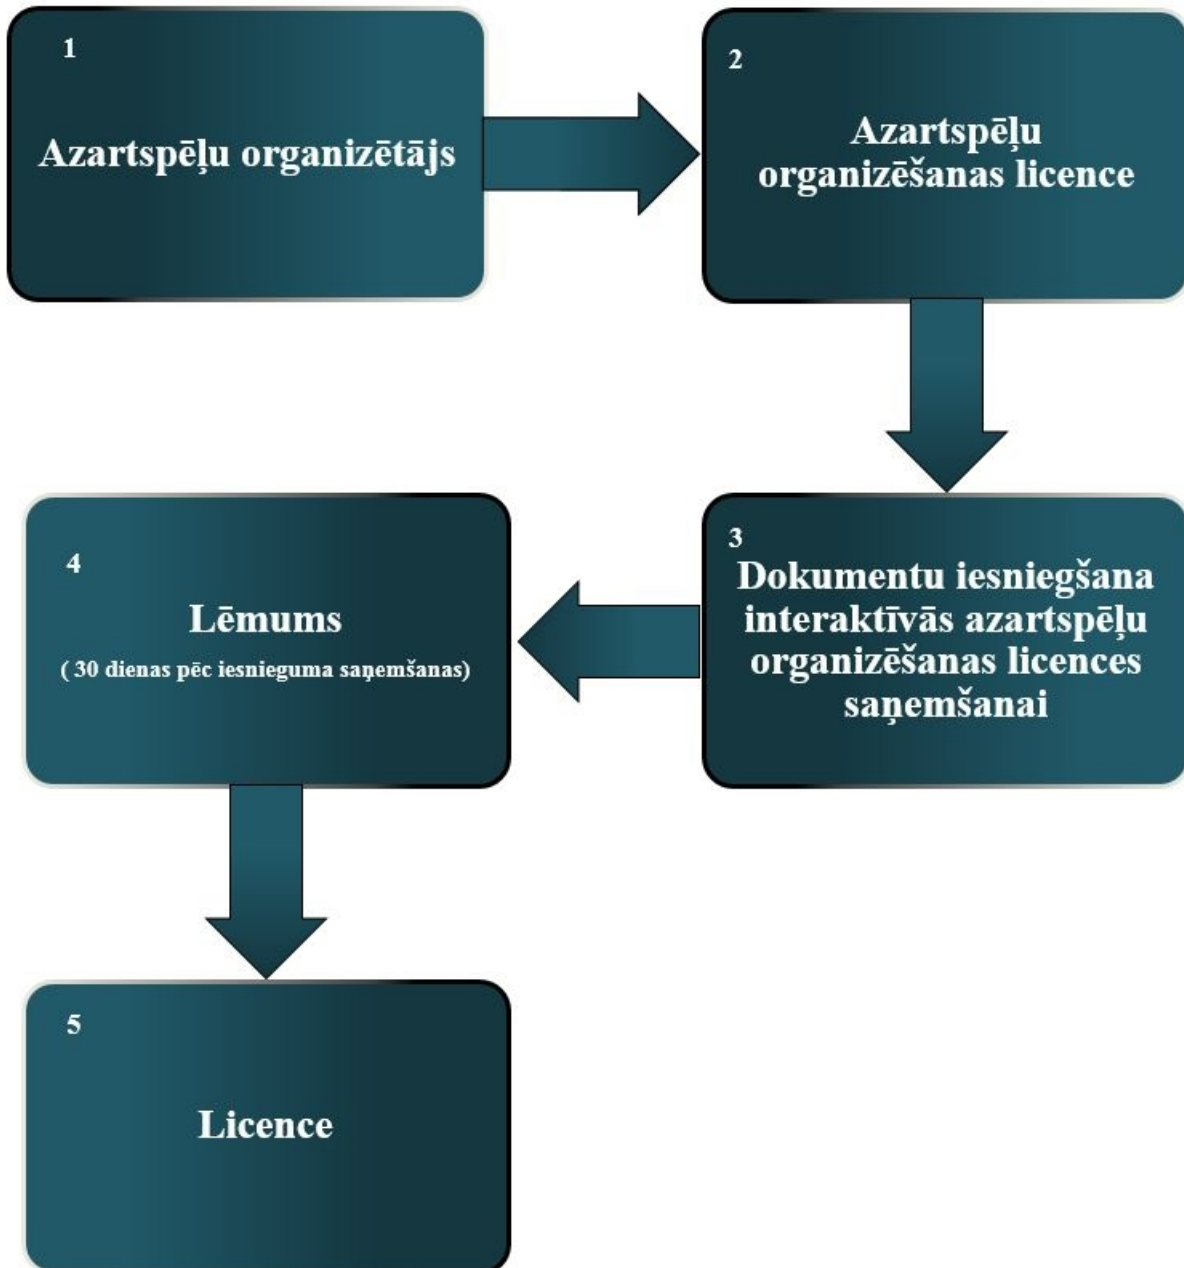 1
Azartspēļu organizētājs
2
Azartspēļu
organizēšanas licence
3
Dokumentu iesniegšana
interaktīvās azartspēļu
organizēšanas licences
saņemšanai
4
Lēmums
( 30 dienas pēc iesnieguma saņemšanas)
5
Licence